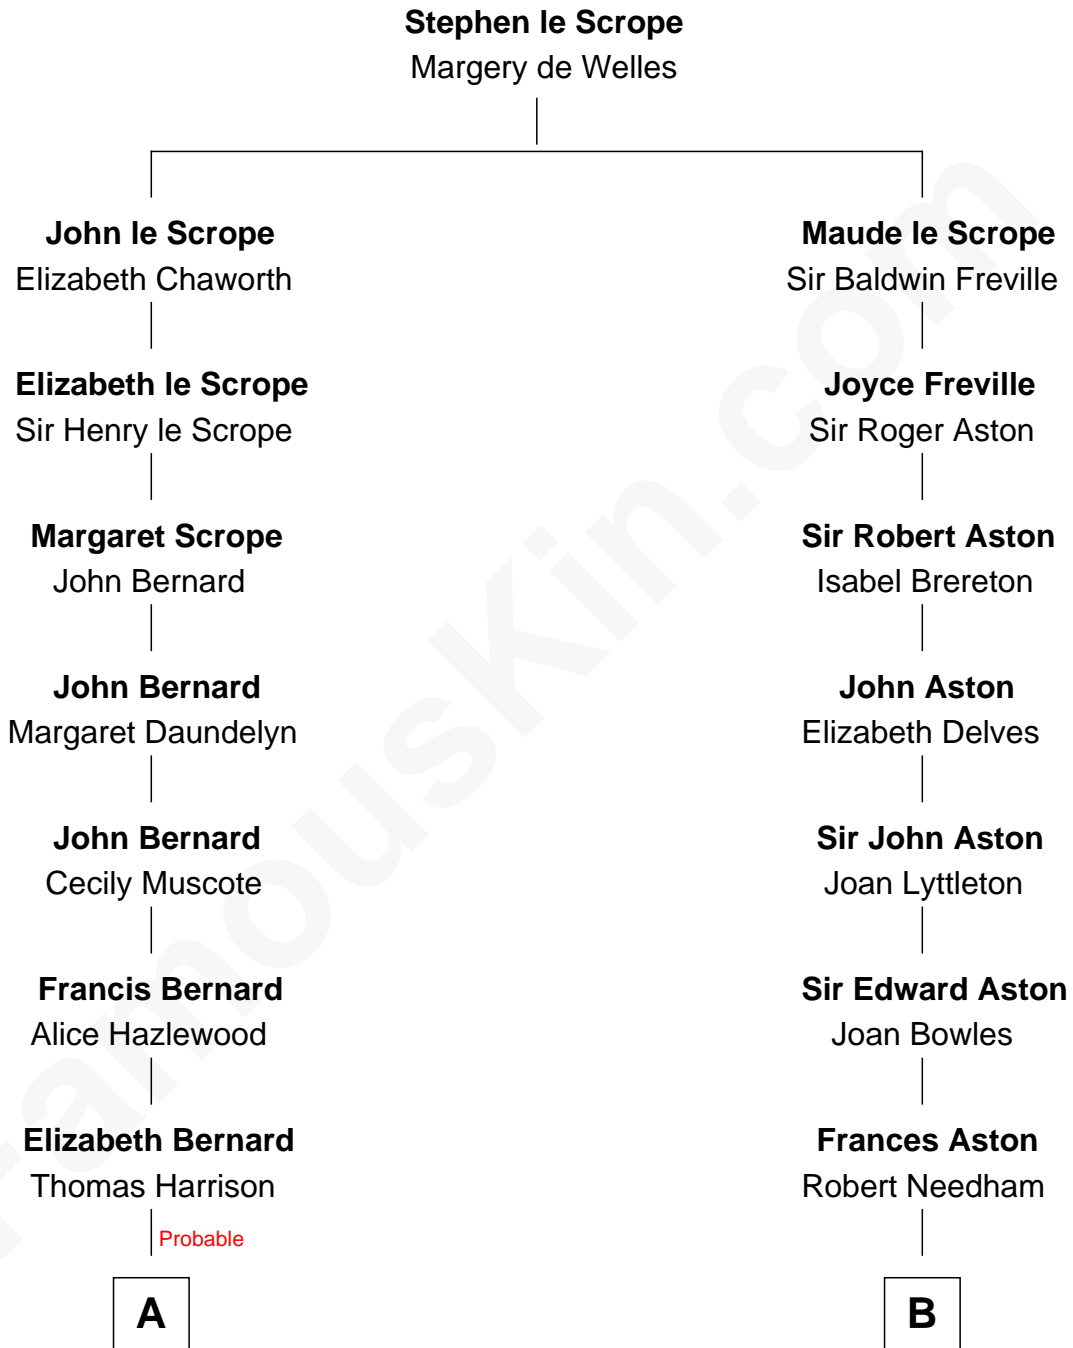 Stephen le Scrope
Margery de Welles
John le Scrope
Elizabeth Chaworth
Maude le Scrope
Sir Baldwin Freville
Elizabeth le Scrope
Sir Henry le Scrope
Joyce Freville
Sir Roger Aston
Margaret Scrope
John Bernard
Sir Robert Aston
Isabel Brereton
John Bernard
Margaret Daundelyn
John Aston
Elizabeth Delves
John Bernard
Cecily Muscote
Sir John Aston
Joan Lyttleton
Francis Bernard
Alice Hazlewood
Sir Edward Aston
Joan Bowles
Elizabeth Bernard
Thomas Harrison
Frances Aston
Robert Needham
Probable
A
B
FamousKin.com